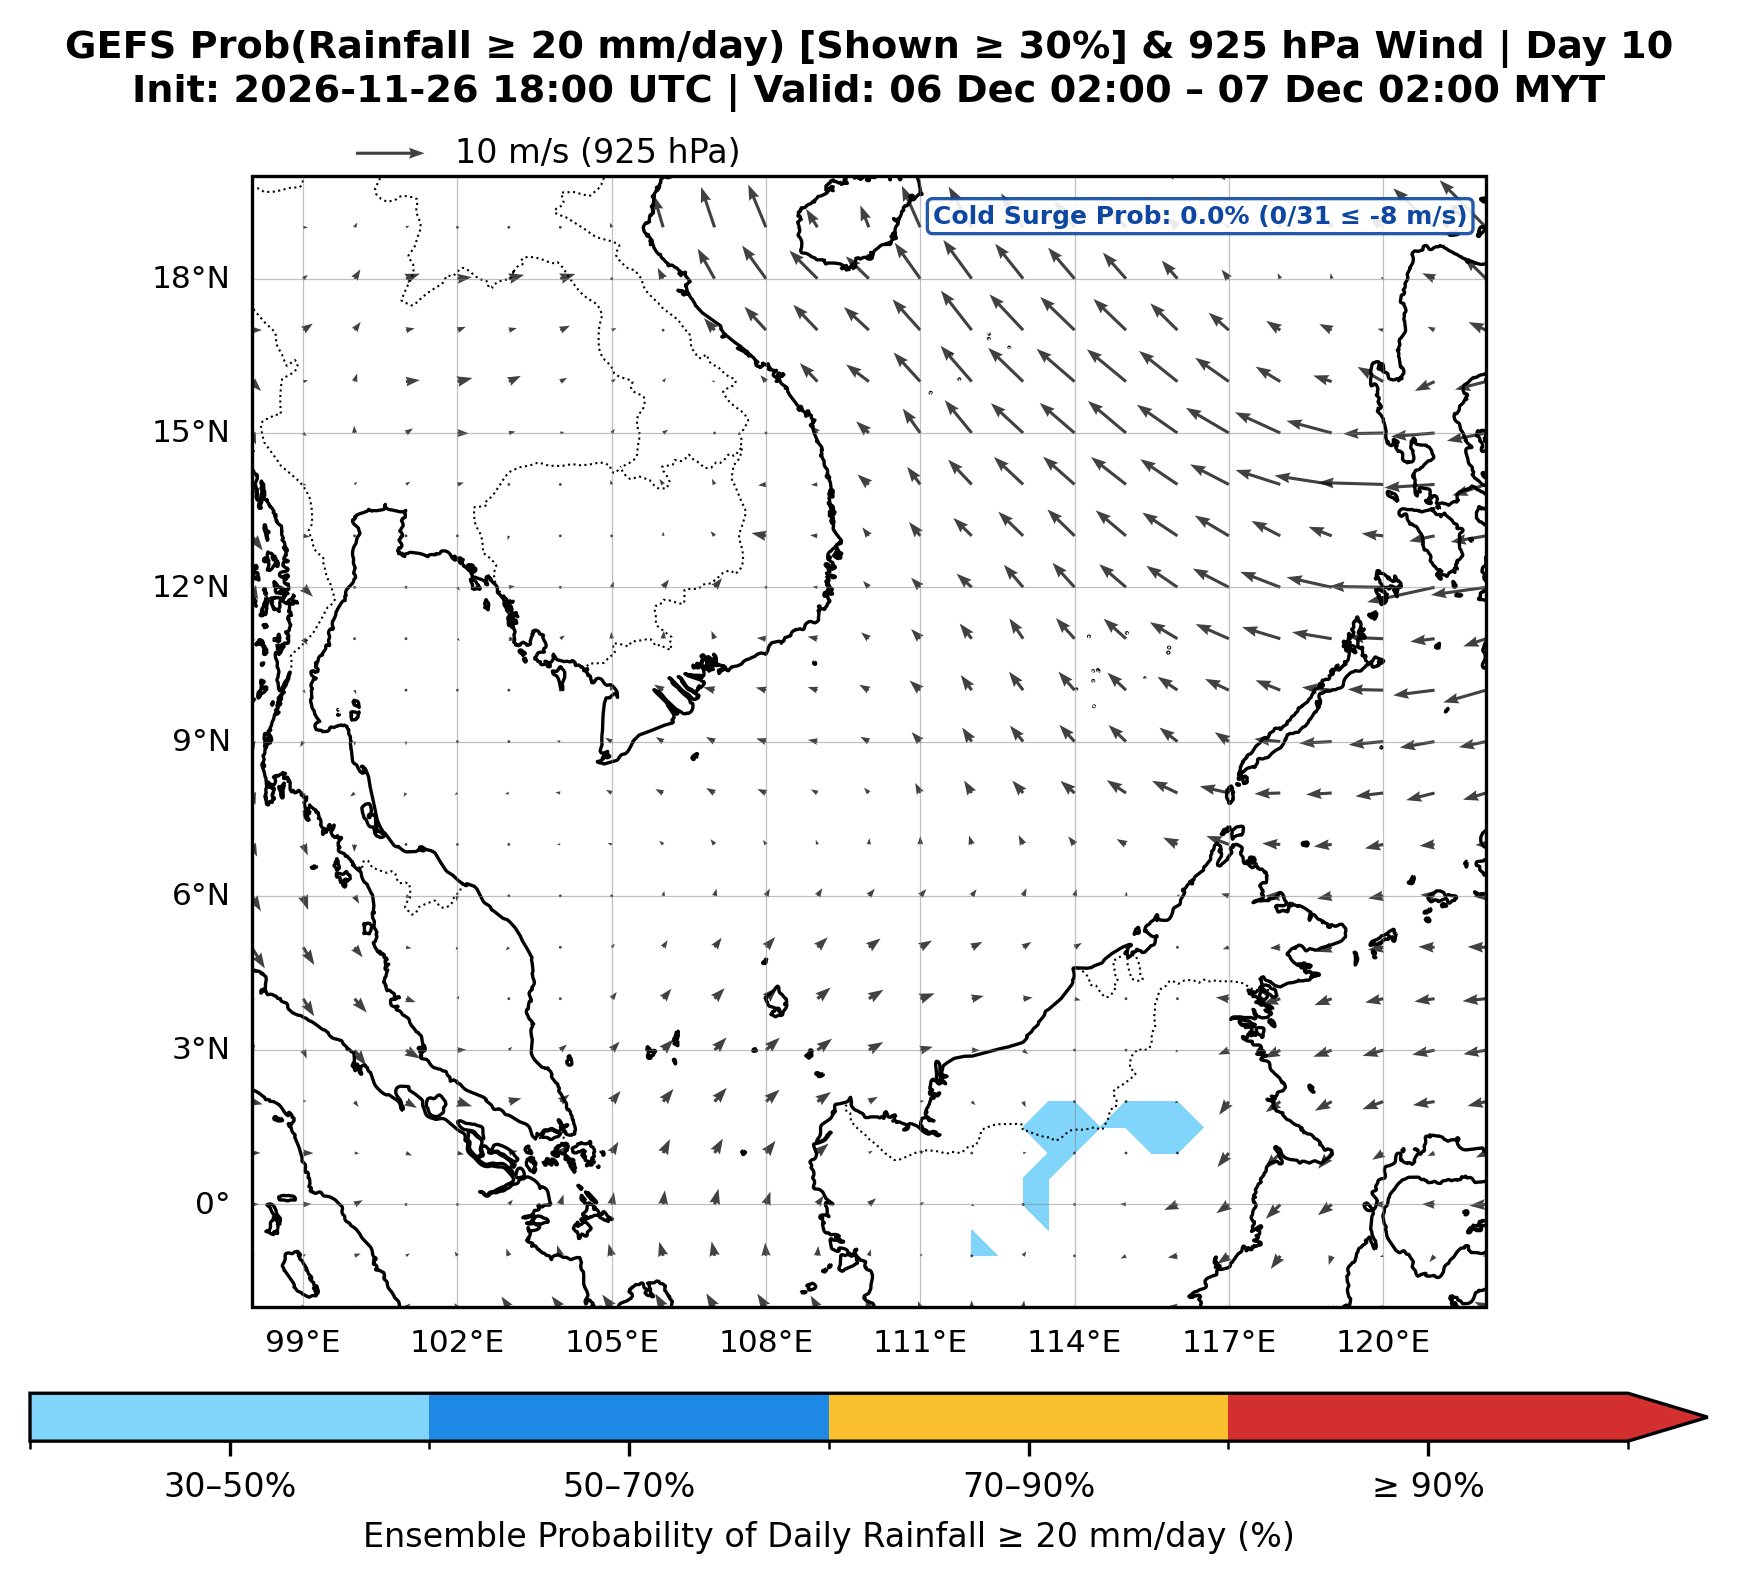 GEFS Prob(Rainfall ≥ 20 mm/day) [Shown ≥ 30%] & 925 hPa Wind | Day 10
Init: 2026-11-26 18:00 UTC | Valid: 06 Dec 02:00 – 07 Dec 02:00 MYT
10 m/s (925 hPa)
Cold Surge Prob: 0.0% (0/31 ≤ -8 m/s)
18°N
15°N
12°N
9°N
6°N
3°N
0°
99°E 102°E 105°E 108°E 111°E 114°E 117°E 120°E
30–50% 50–70% 70–90% ≥ 90%
Ensemble Probability of Daily Rainfall ≥ 20 mm/day (%)